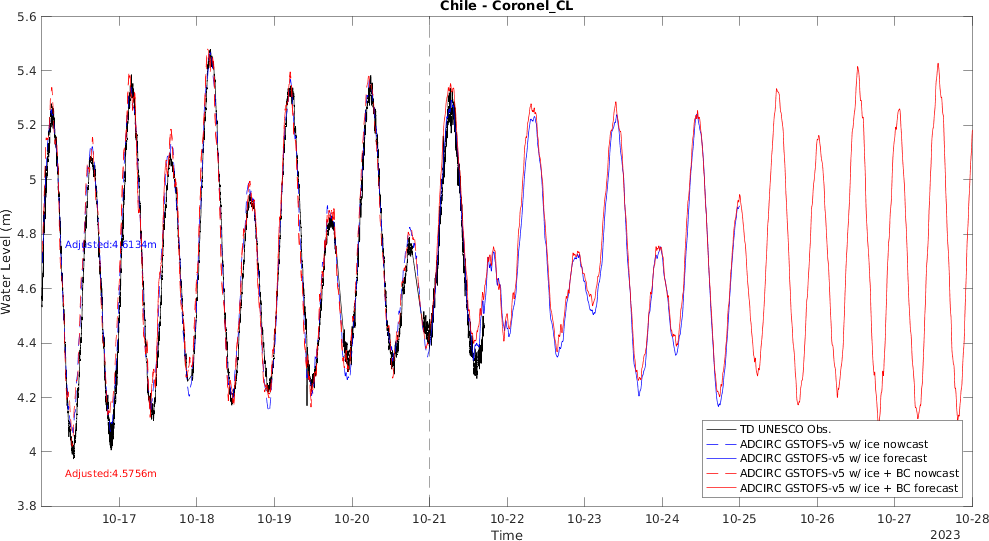 Chile - Coronel_CL
5.6
5.4
5.2
5
4.8
4.6
4.4
4.2
4
3.8
Water Level (m)
Adjusted:4.6134m
Adjusted:4.5756m
TD UNESCO Obs.
ADCIRC GSTOFS-v5 w/ ice nowcast
ADCIRC GSTOFS-v5 w/ ice forecast
ADCIRC GSTOFS-v5 w/ ice + BC nowcast
ADCIRC GSTOFS-v5 w/ ice + BC forecast
10-17 10-18 10-19 10-20 10-21 10-22 10-23 10-24 10-25 10-26 10-27 10-28
Time
2023